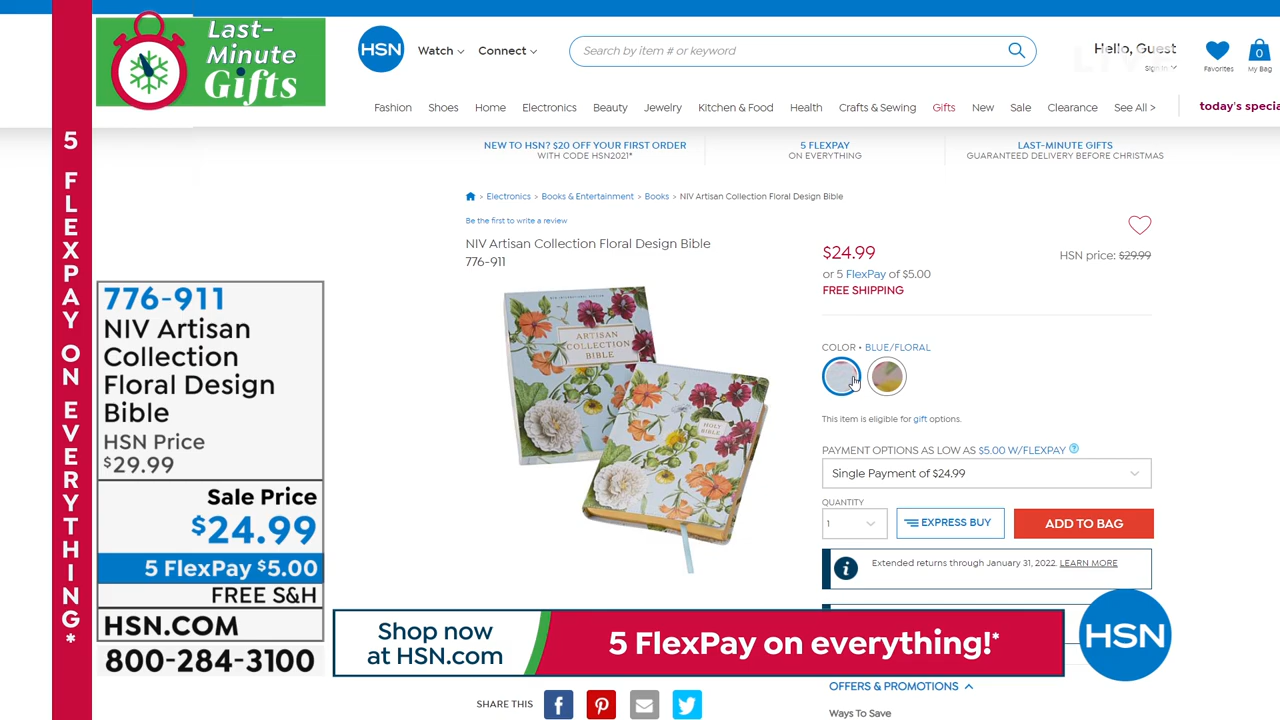 Last-
Minute
Gifts
5 FLEXPAY ON EVERYTHING*
776-911
NIV Artisan
Collection
Floral Design
Bible
HSN Price
$29.99
Sale Price
$24.99
5 FlexPay $5.00
FREE S&H
HSN.COM
800-284-3100
HSN
Watch
Connect
Search by item # or keyword
LIVE
Hello, Guest
Sign In
Favorites
0
My Bag
Fashion Shoes Home Electronics Beauty Jewelry Kitchen & Food Health Crafts & Sewing Gifts New Sale Clearance See All > today's specia
NEW TO HSN? $20 OFF YOUR FIRST ORDER
WITH CODE HSN2021*
5 FLEXPAY
ON EVERYTHING
LAST-MINUTE GIFTS
GUARANTEED DELIVERY BEFORE CHRISTMAS
> Electronics > Books & Entertainment > Books > NIV Artisan Collection Floral Design Bible
Be the first to write a review
NIV Artisan Collection Floral Design Bible
776-911
ARTISAN
COLLECTION
BIBLE
HOLY
BIBLE
$24.99
HSN price: $29.99
or 5 FlexPay of $5.00
FREE SHIPPING
COLOR • BLUE/FLORAL
This item is eligible for gift options.
PAYMENT OPTIONS AS LOW AS $5.00 W/FLEXPAY ?
Single Payment of $24.99
QUANTITY
1
EXPRESS BUY
ADD TO BAG
Extended returns through January 31, 2022. LEARN MORE
Shop now
at HSN.com
5 FlexPay on everything!*
HSN
OFFERS & PROMOTIONS
Ways To Save
SHARE THIS